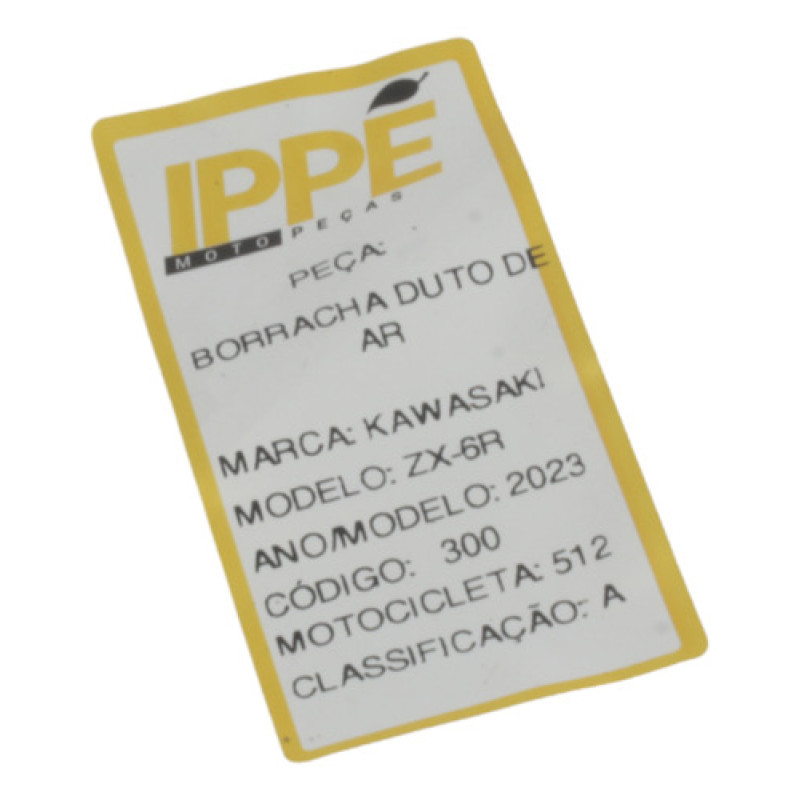 IPPÉ
MOTO PEÇAS
PEÇA:
BORRACHA DUTO DE
AR
MARCA: KAWASAKI
MODELO: ZX-6R
ANO/MODELO: 2023
CÓDIGO: 300
MOTOCICLETA: 512
CLASSIFICAÇÃO: A